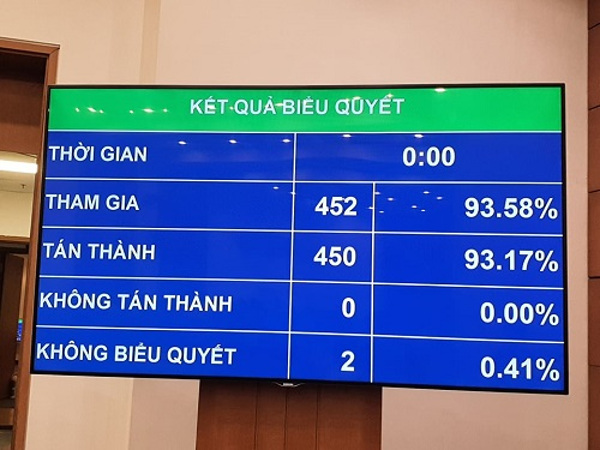 KẾT QUẢ BIỂU QUYẾT
THỜI GIAN 0:00
THAM GIA 452 93.58%
TÁN THÀNH 450 93.17%
KHÔNG TÁN THÀNH 0 0.00%
KHÔNG BIỂU QUYẾT 2 0.41%